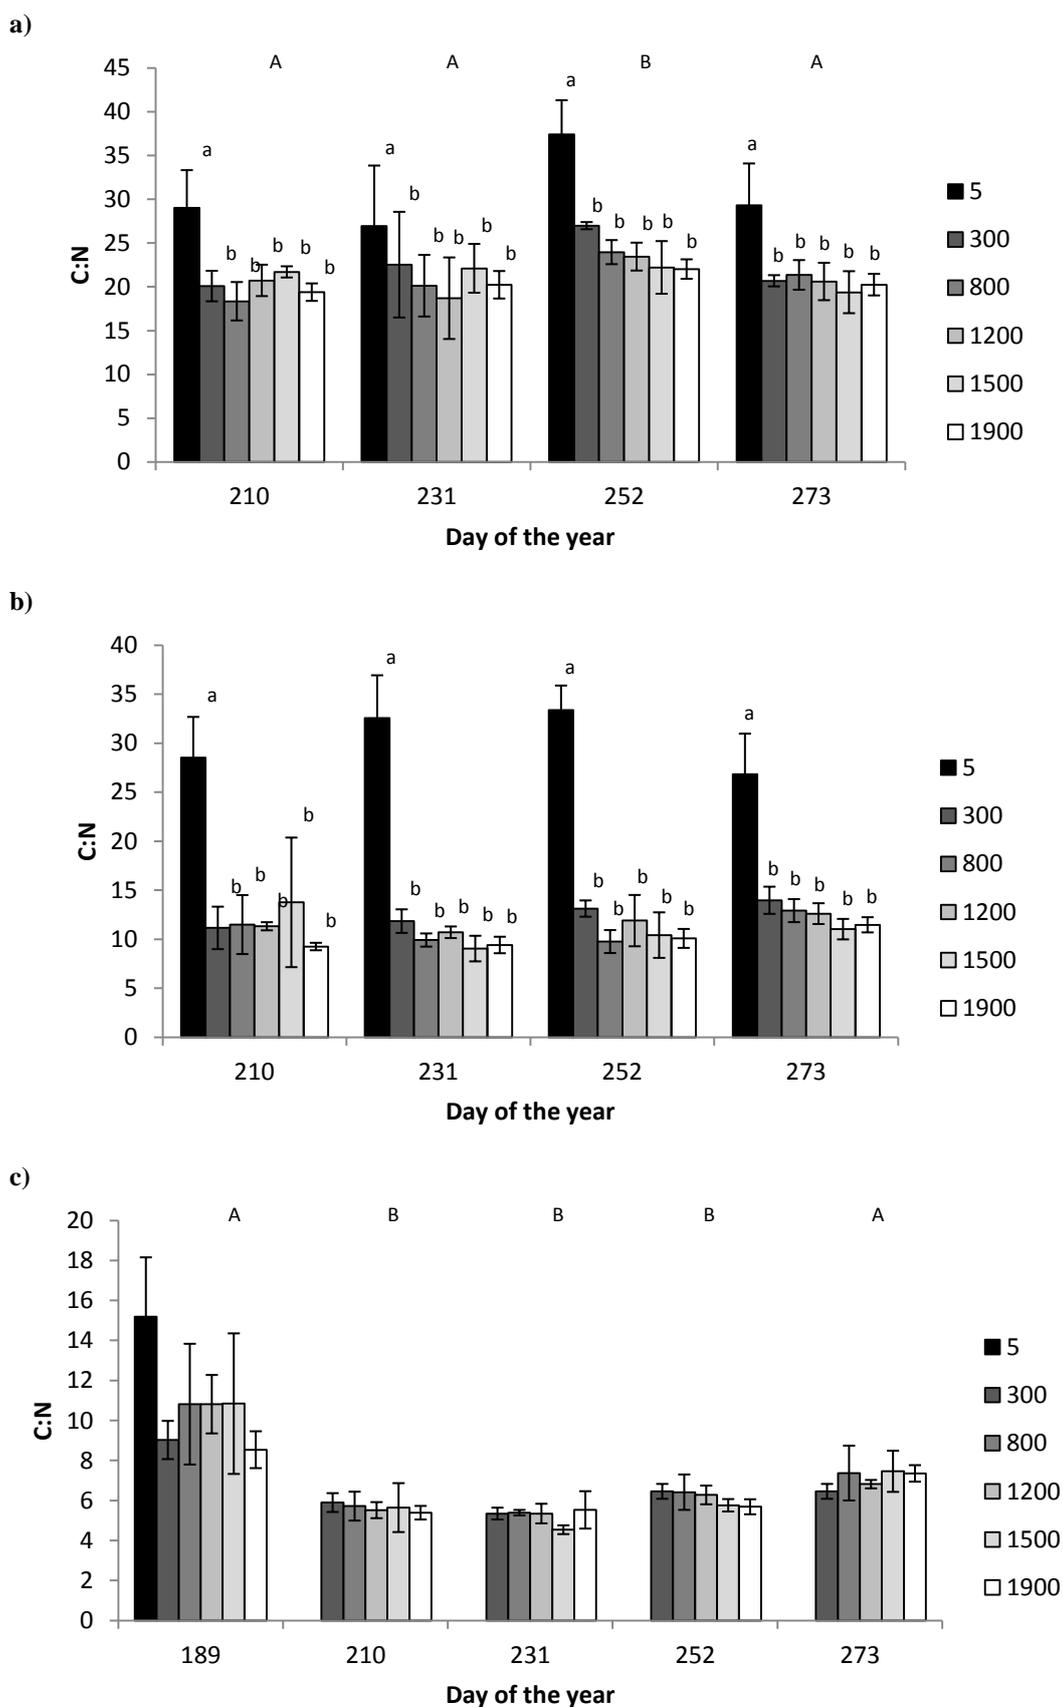 a)
A A B A
45
40
35
30
25
20
15
10
5
0
C:N
a b b b b b
a b b b b b
a b b b b b
a b b b b b
210 231 252 273
Day of the year
5
300
800
1200
1500
1900
b)
40
35
30
25
20
15
10
5
0
C:N
a b b b b b
a b b b b b
a b b b b b
a b b b b b
210 231 252 273
Day of the year
5
300
800
1200
1500
1900
c)
A B B B A
20
18
16
14
12
10
8
6
4
2
0
C:N
189 210 231 252 273
Day of the year
5
300
800
1200
1500
1900